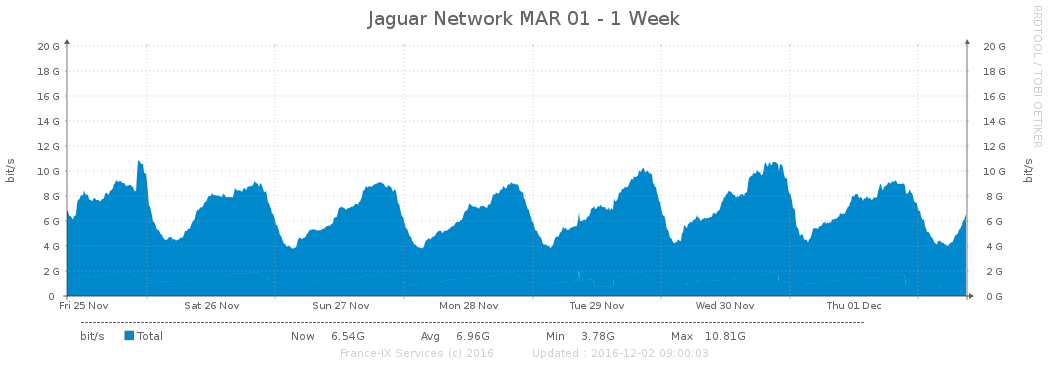 Jaguar Network MAR 01 - 1 Week
RRDTOOL / TOBI OETIKER
bit/s
20 G
18 G
16 G
14 G
12 G
10 G
8 G
6 G
4 G
2 G
0
20 G
18 G
16 G
14 G
12 G
10 G
8 G
6 G
4 G
2 G
0 G
bit/s
Fri 25 Nov Sat 26 Nov Sun 27 Nov Mon 28 Nov Tue 29 Nov Wed 30 Nov Thu 01 Dec
bit/s Total Now 6.54G Avg 6.96G Min 3.78G Max 10.81G
France-IX Services (c) 2016 Updated : 2016-12-02 09:00:03